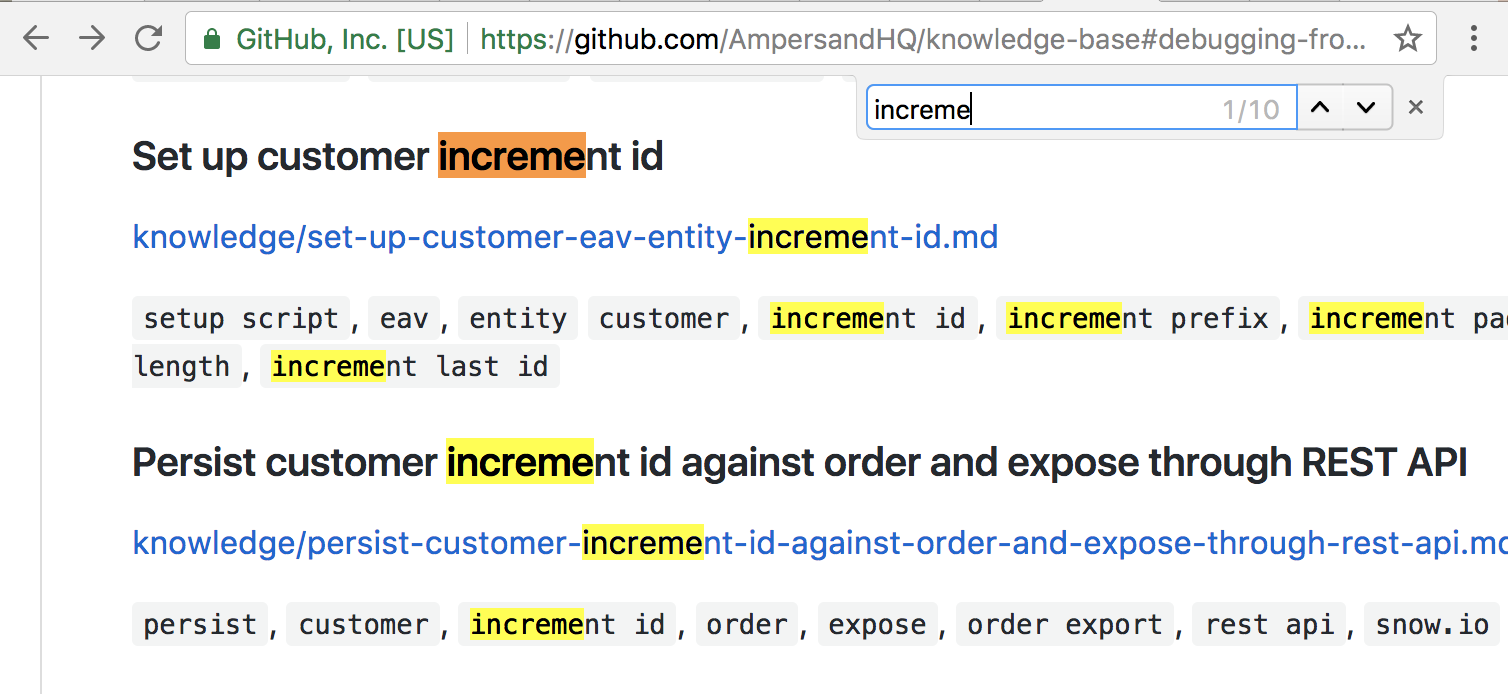 GitHub, Inc. [US] https://github.com/AmpersandHQ/knowledge-base#debugging-fro...
increme 1/10
Set up customer increment id
knowledge/set-up-customer-eav-entity-increment-id.md
setup script, eav, entity customer, increment id, increment prefix, increment pad
length, increment last id
Persist customer increment id against order and expose through REST API
knowledge/persist-customer-increment-id-against-order-and-expose-through-rest-api.md
persist, customer, increment id, order, expose, order export, rest api, snow.io